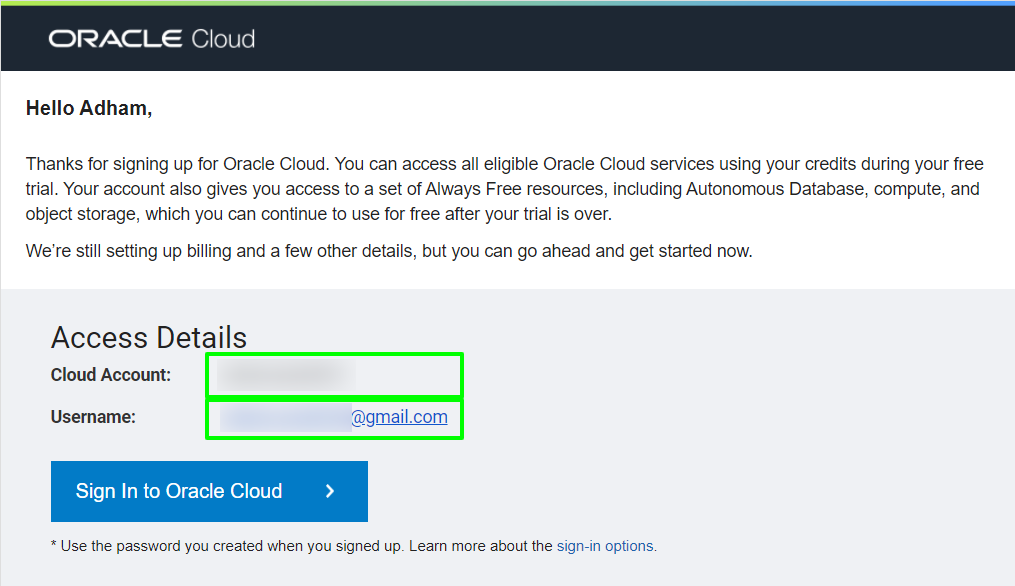 ORACLE Cloud
Hello Adham,
Thanks for signing up for Oracle Cloud. You can access all eligible Oracle Cloud services using your credits during your free
trial. Your account also gives you access to a set of Always Free resources, including Autonomous Database, compute, and
object storage, which you can continue to use for free after your trial is over.
We’re still setting up billing and a few other details, but you can go ahead and get started now.
Access Details
Cloud Account:
Username: @gmail.com
Sign In to Oracle Cloud
* Use the password you created when you signed up. Learn more about the sign-in options.